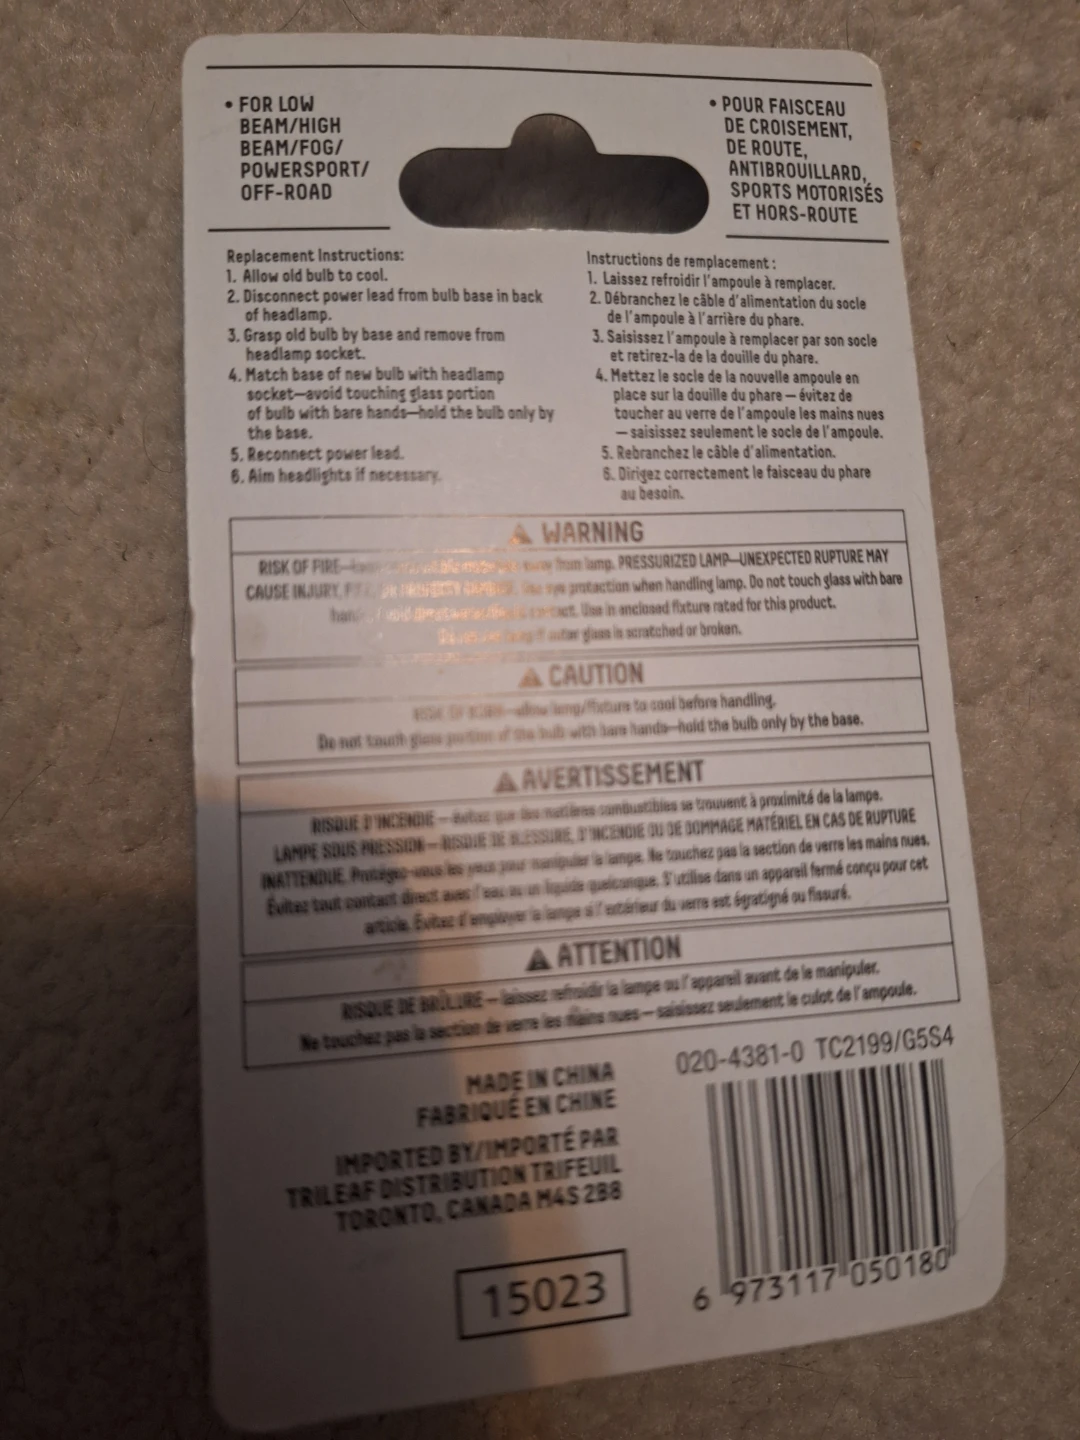 • FOR LOW
BEAM/HIGH
BEAM/FOG/
POWERSPORT/
OFF-ROAD
• POUR FAISCEAU
DE CROISEMENT,
DE ROUTE,
ANTIBROUILLARD,
SPORTS MOTORISÉS
ET HORS-ROUTE
Replacement Instructions:
1. Allow old bulb to cool.
2. Disconnect power lead from bulb base in back
of headlamp.
3. Grasp old bulb by base and remove from
headlamp socket.
4. Match base of new bulb with headlamp
socket—avoid touching glass portion
of bulb with bare hands—hold the bulb only by
the base.
5. Reconnect power lead.
6. Aim headlights if necessary.
Instructions de remplacement :
1. Laissez refroidir l'ampoule à remplacer.
2. Débranchez le câble d'alimentation du socle
de l'ampoule à l'arrière du phare.
3. Saisissez l'ampoule à remplacer par son socle
et retirez-la de la douille du phare.
4. Mettez le socle de la nouvelle ampoule en
place sur la douille du phare — évitez de
toucher au verre de l'ampoule les mains nues
— saisissez seulement le socle de l'ampoule.
5. Rebranchez le câble d'alimentation.
6. Dirigez correctement le faisceau du phare
au besoin.
⚠ WARNING
RISK OF FIRE— away from lamp. PRESSURIZED LAMP—UNEXPECTED RUPTURE MAY
CAUSE INJURY, OR PROPERTY eye protection when handling lamp. Do not touch glass with bare
contact. Use in enclosed fixture rated for this product.
if outer glass is scratched or broken.
⚠ CAUTION
RISK OF BURN—allow lamp/fixture to cool before handling.
Do not touch glass portion of the bulb with bare hands—hold the bulb only by the base.
⚠ AVERTISSEMENT
RISQUE D'INCENDIE — évitez que des matières combustibles se trouvent à proximité de la lampe.
LAMPE SOUS PRESSION — RISQUE DE BLESSURE, D'INCENDIE OU DE DOMMAGE MATÉRIEL EN CAS DE RUPTURE
INATTENDUE. Protégez-vous les yeux pour manipuler la lampe. Ne touchez pas la section de verre les mains nues.
Évitez tout contact direct avec l'eau ou un liquide quelconque. S'utilise dans un appareil fermé conçu pour cet
article. Évitez d'employer la lampe si l'extérieur du verre est égratigné ou fissuré.
⚠ ATTENTION
RISQUE DE BRÛLURE — laissez refroidir la lampe ou l'appareil avant de le manipuler.
Ne touchez pas la section de verre les mains nues — saisissez seulement le culot de l'ampoule.
020-4381-0 TC2199/G5S4
MADE IN CHINA
FABRIQUÉ EN CHINE
IMPORTED BY/IMPORTÉ PAR
TRILEAF DISTRIBUTION TRIFEUIL
TORONTO, CANADA M4S 2B8
15023
6 973117 050180